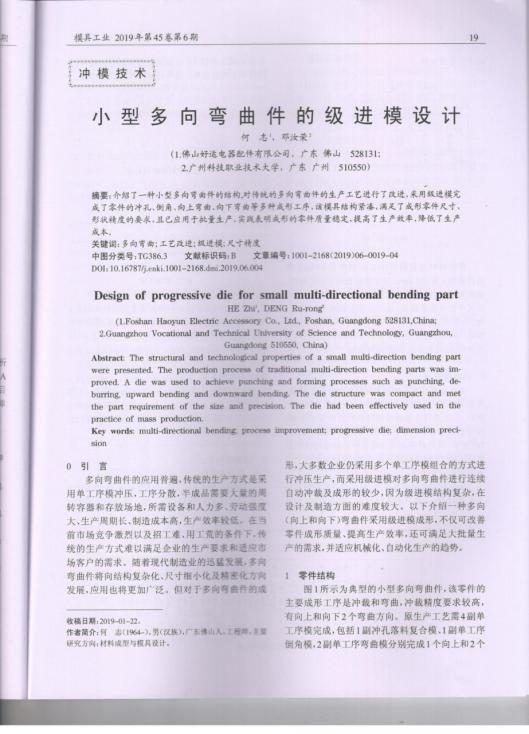 模具工业 2019年第45卷第6期 19
冲模技术
小型多向弯曲件的级进模设计
何 志¹, 邓汝荣²
(1.佛山好运电器配件有限公司, 广东 佛山 528131;
2.广州科技职业技术大学, 广东 广州 510550)
摘要:介绍了一种小型多向弯曲件的结构,对传统的多向弯曲件的生产工艺进行了改进,采用级进模完
成了零件的冲孔、倒角、向上弯曲、向下弯曲等多种成形工序,该模具结构紧凑,满足了成形零件尺寸、
形状精度的要求,且已应用于批量生产,实践表明成形的零件质量稳定,提高了生产效率,降低了生产
成本。
关键词:多向弯曲;工艺改进;级进模;尺寸精度
中图分类号:TG386.3 文献标识码:B 文章编号:1001-2168(2019)06-0019-04
DOI:10.16787/j.cnki.1001-2168.dmi.2019.06.004
Design of progressive die for small multi-directional bending part
HE Zhi¹, DENG Ru-rong²
(1.Foshan Haoyun Electric Accessory Co., Ltd., Foshan, Guangdong 528131,China;
2.Guangzhou Vocational and Technical University of Science and Technology, Guangzhou,
Guangdong 510550, China)
Abstract: The structural and technological properties of a small multi-direction bending part
were presented. The production process of traditional multi-direction bending parts was im-
proved. A die was used to achieve punching and forming processes such as punching, de-
burring, upward bending and downward bending. The die structure was compact and met
the part requirement of the size and precision. The die had been effectively used in the
practice of mass production.
Key words: multi-directional bending; process improvement; progressive die; dimension preci-
sion
0 引 言
多向弯曲件的应用普遍,传统的生产方式是采
用单工序模冲压,工序分散,半成品需要大量的周
转容器和存放场地,所需设备和人力多、劳动强度
大、生产周期长、制造成本高,生产效率较低。在当
前市场竞争激烈以及招工难、用工荒的条件下,传
统的生产方式难以满足企业的生产要求和适应市
场客户的需求。随着现代制造业的迅猛发展,多向
弯曲件将向结构复杂化、尺寸细小化及精密化方向
发展,应用也将更加广泛。但对于多向弯曲件的成
收稿日期:2019-01-22。
作者简介:何 志(1964-),男(汉族),广东佛山人,工程师,主要
研究方向:材料成型与模具设计。
形,大多数企业仍采用多个单工序模组合的方式进
行冲压生产,而采用级进模对多向弯曲件进行连续
自动冲裁及成形的较少,因为级进模结构复杂,在
设计及制造方面的难度较大。以下介绍一种多向
(向上和向下)弯曲件采用级进模成形,不仅可改善
零件成形质量、提高生产效率,还可满足大批量生
产的需求,并适应机械化、自动化生产的趋势。
1 零件结构
图1所示为典型的小型多向弯曲件,该零件的
主要成形工序是冲裁和弯曲,冲裁精度要求较高,
有向上和向下2个弯曲方向。原生产工艺需4副单
工序模完成,包括1副冲孔落料复合模、1副单工序
倒角模,2副单工序弯曲模分别完成1个向上和2个